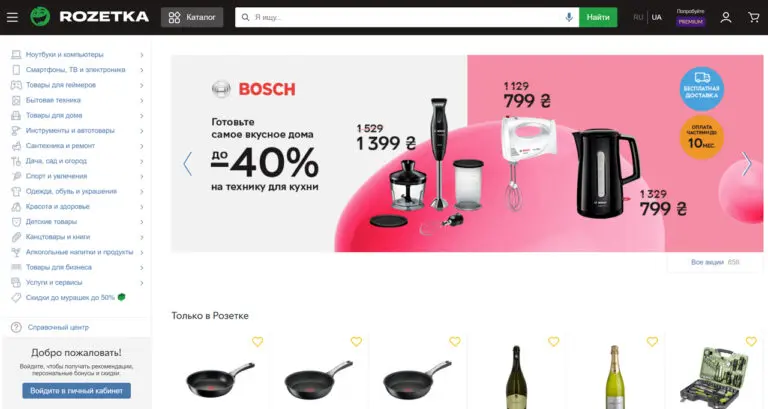 ROZETKA
Каталог
Я ищу...
Найти
RU
UA
Попробуйте
PREMIUM
Ноутбуки и компьютеры
Смартфоны, ТВ и электроника
Товары для геймеров
Бытовая техника
Товары для дома
Инструменты и автотовары
Сантехника и ремонт
Дача, сад и огород
Спорт и увлечения
Одежда, обувь и украшения
Красота и здоровье
Детские товары
Канцтовары и книги
Алкогольные напитки и продукты
Товары для бизнеса
Услуги и сервисы
Скидки до мурашек до 50%
Справочный центр
Добро пожаловать!
Войдите, чтобы получать рекомендации,
персональные бонусы и скидки.
Войдите в личный кабинет
BOSCH
Готовьте
самое вкусное дома
до
–40%
на технику для кухни
1 529
1 399 ₴
1 129
799 ₴
1 329
799 ₴
БЕСПЛАТНАЯ
ДОСТАВКА
ОПЛАТА
ЧАСТЯМИ ДО
10 МЕС.
Все акции 656
Только в Розетке